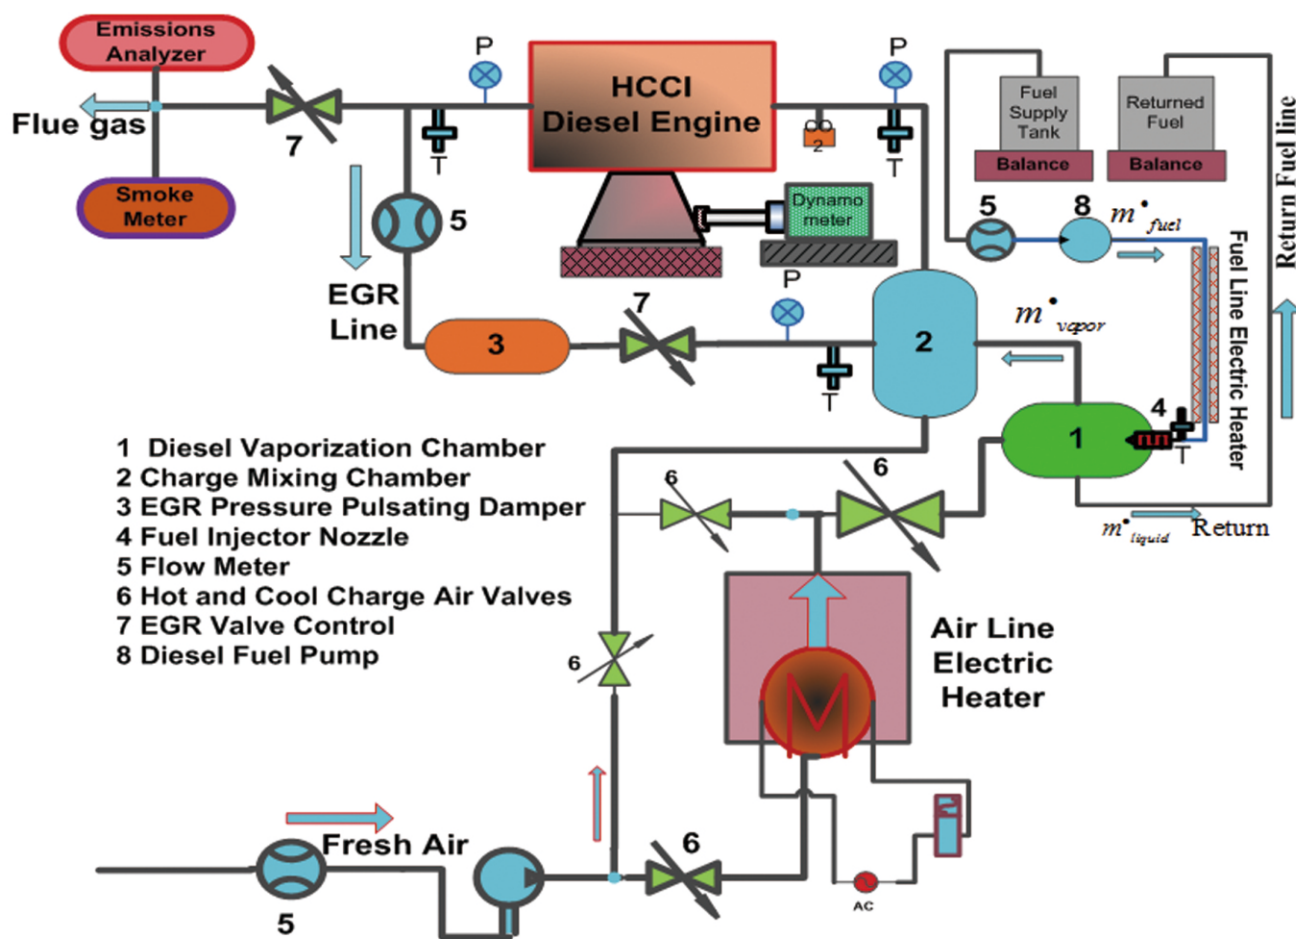 Emissions
Analyzer
Flue gas
7
Smoke
Meter
P
T
HCCI
Diesel Engine
2
P
T
5
EGR
Line
3
7
P
T
Dynamo
meter
2
Fuel
Supply
Tank
Balance
Returned
Fuel
Balance
5
8
m• fuel
Return Fuel line
Fuel Line Electric Heater
m• vapor
4
T
1
m• liquid Return
1 Diesel Vaporization Chamber
2 Charge Mixing Chamber
3 EGR Pressure Pulsating Damper
4 Fuel Injector Nozzle
5 Flow Meter
6 Hot and Cool Charge Air Valves
7 EGR Valve Control
8 Diesel Fuel Pump
6
6
6
Air Line
Electric
Heater
Fresh Air
5
6
AC